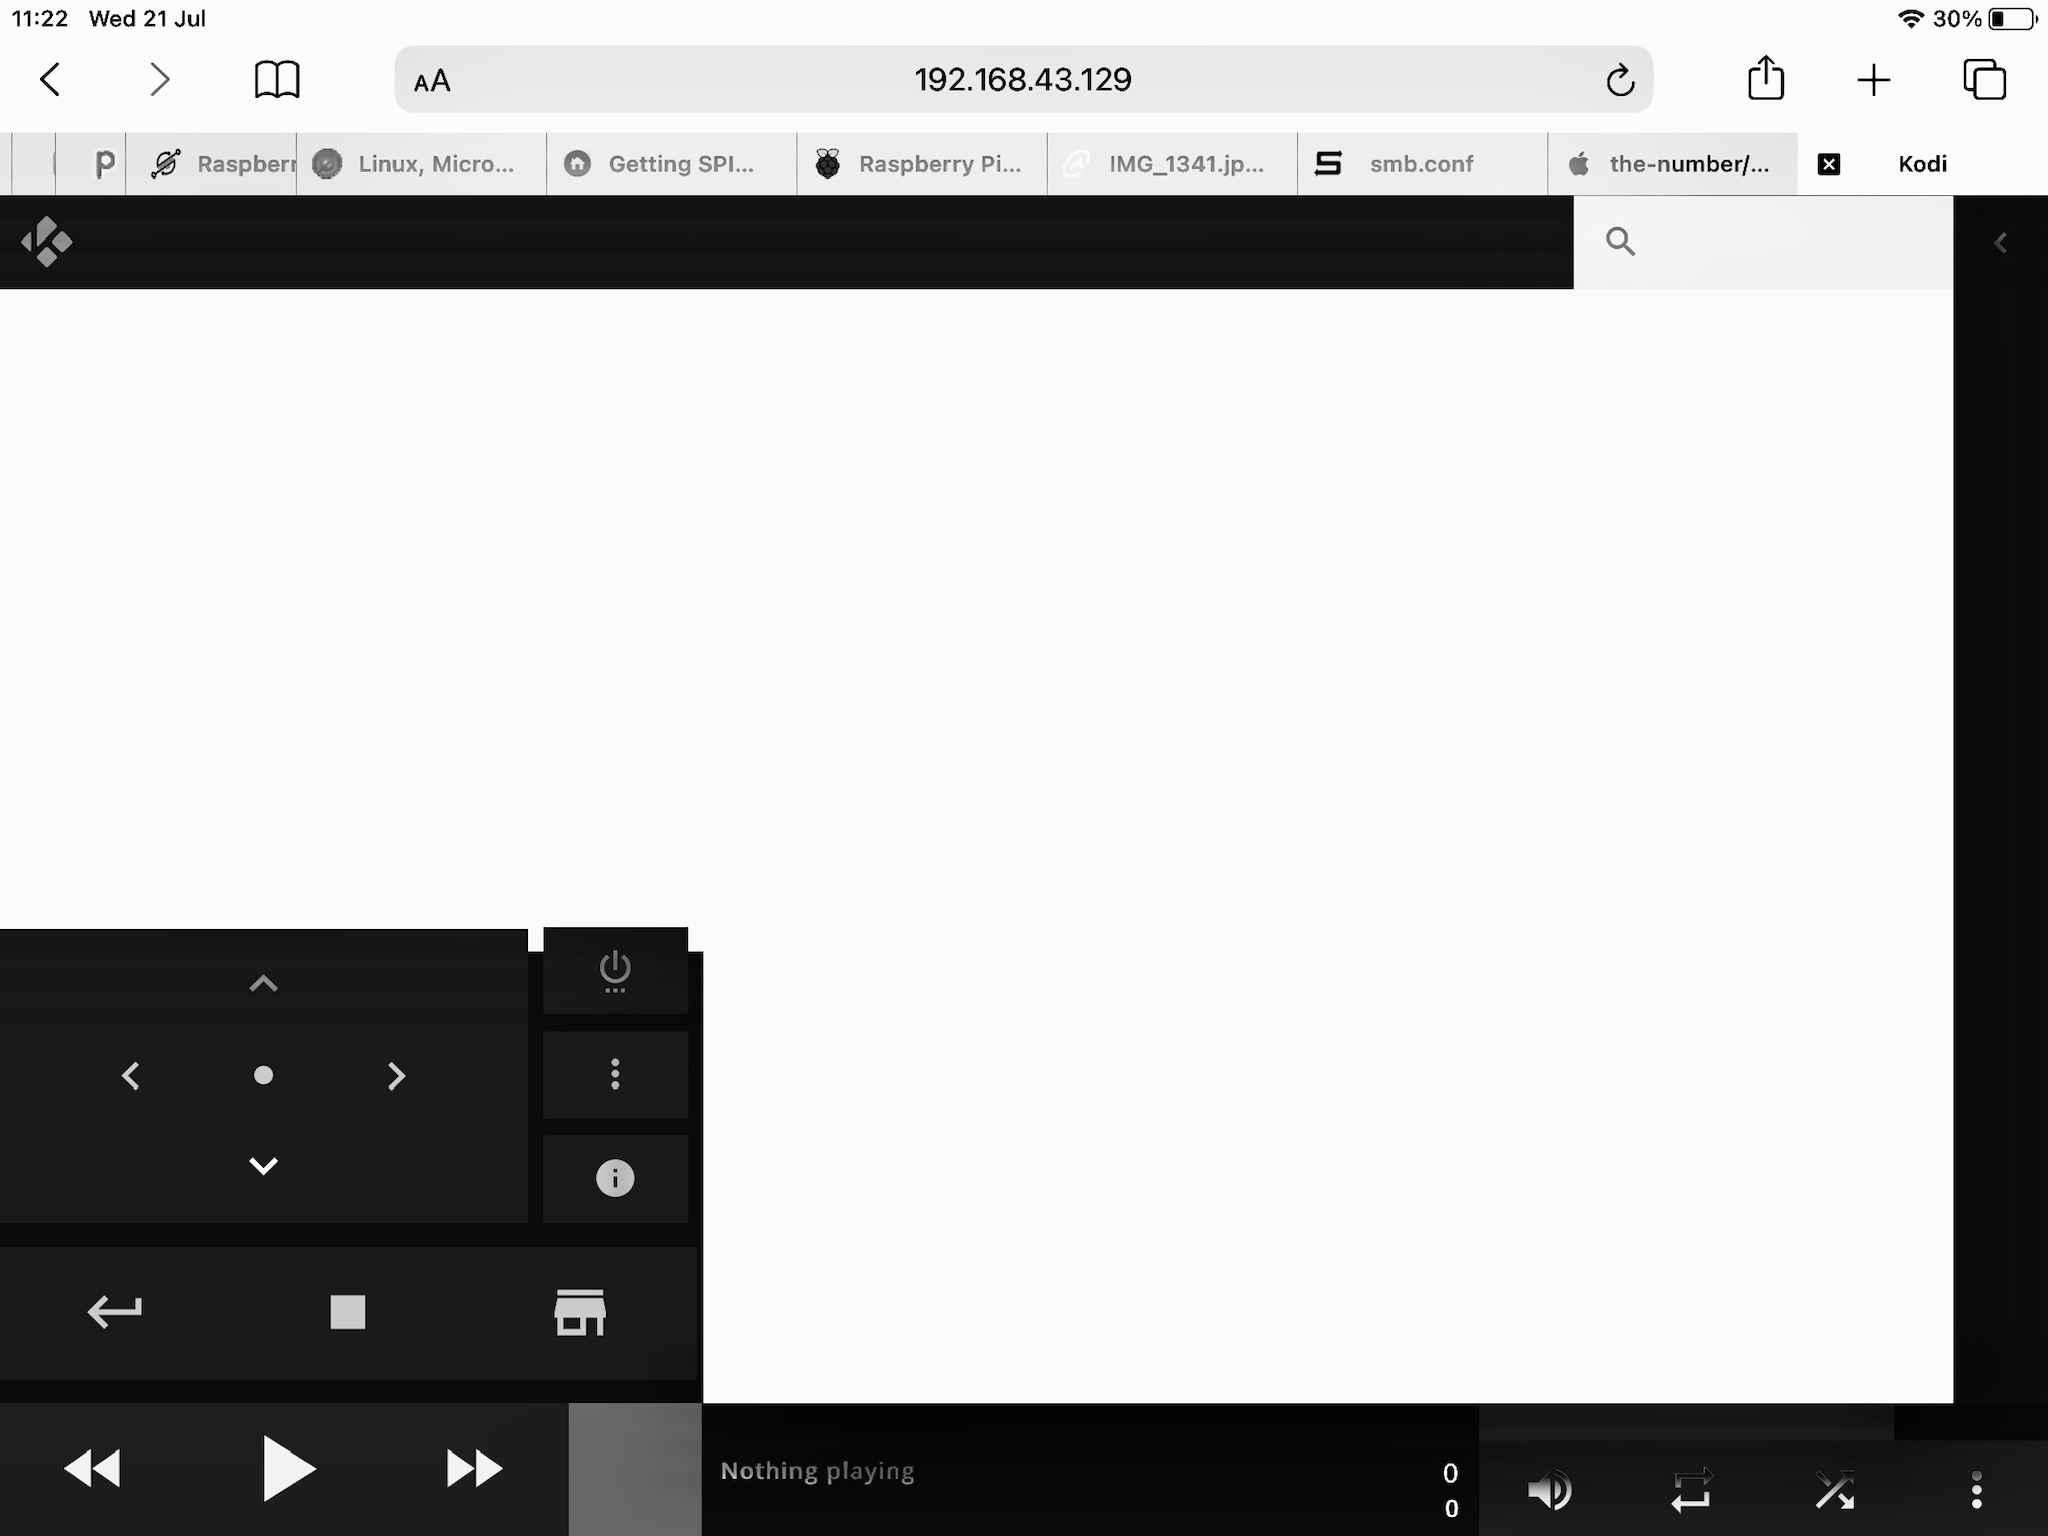 11:22 Wed 21 Jul
30%
AA
192.168.43.129
Raspberr
Linux, Micro...
Getting SPI...
Raspberry Pi...
IMG_1341.jp...
smb.conf
the-number/...
Kodi
Nothing playing
0
0